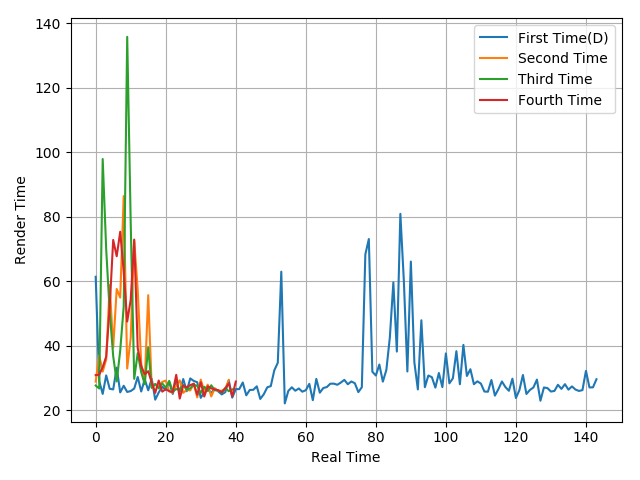 140
120
100
80
60
40
20
Render Time
First Time(D)
Second Time
Third Time
Fourth Time
0 20 40 60 80 100 120 140
Real Time